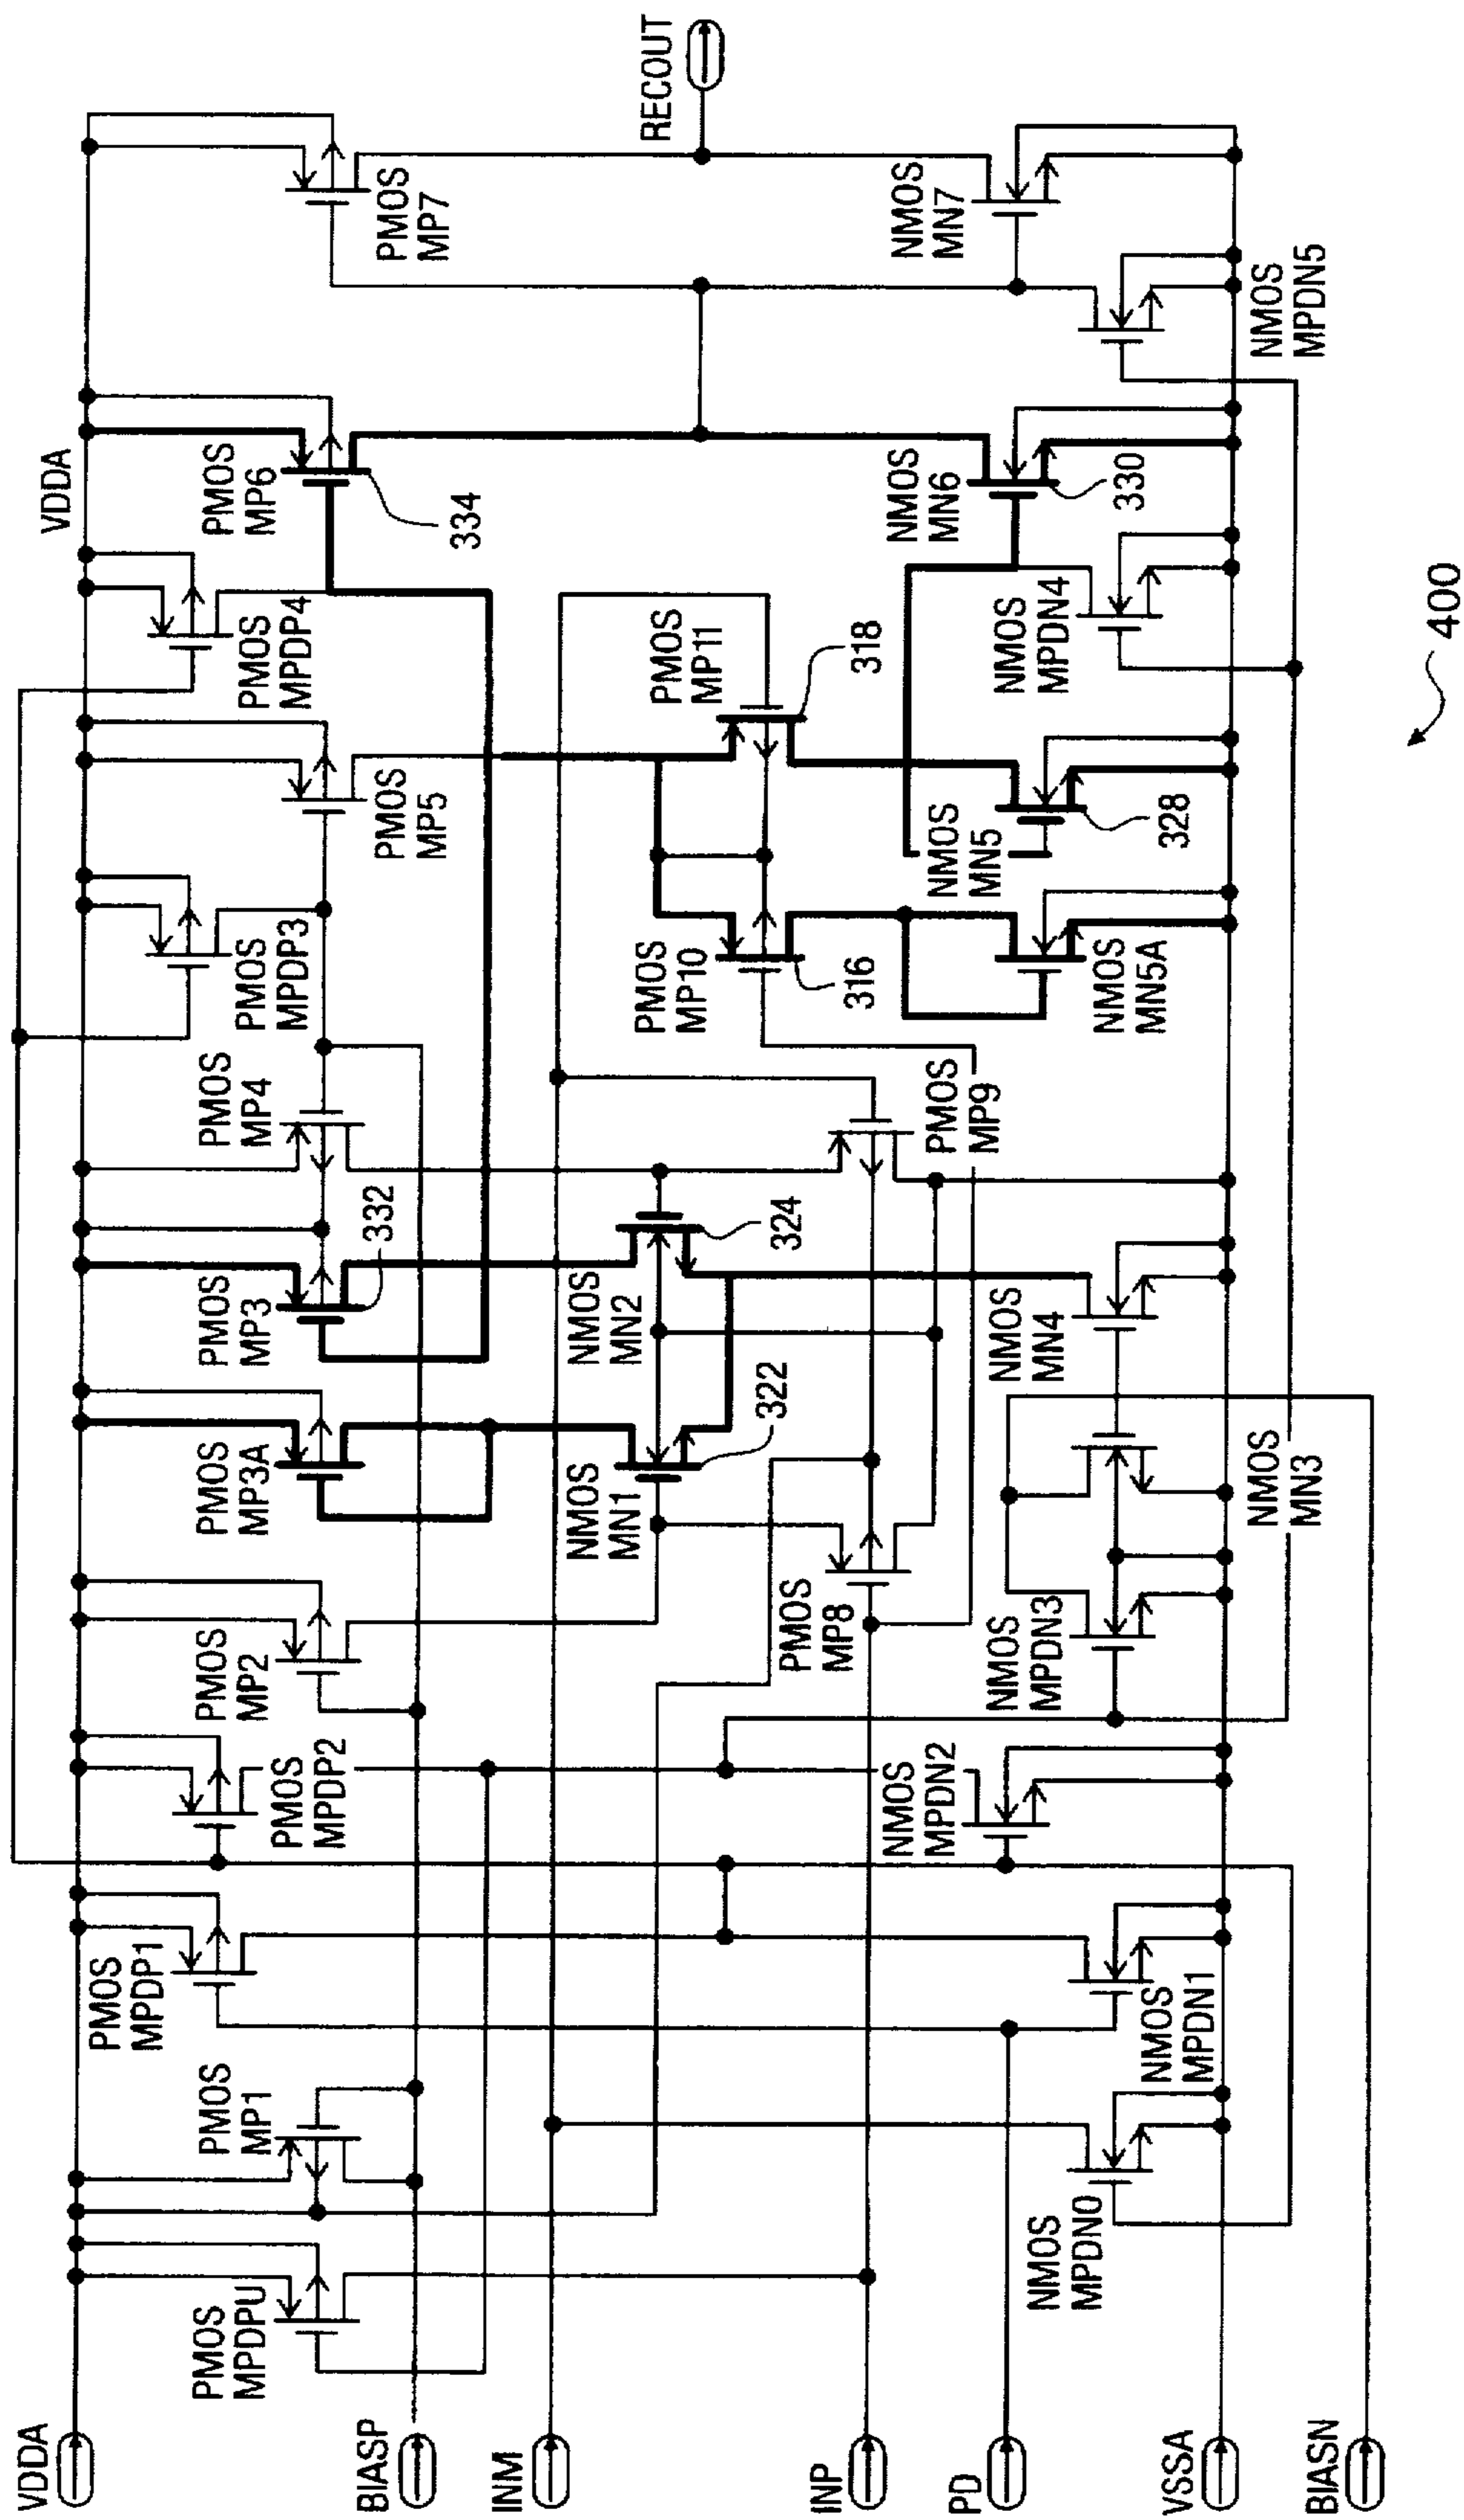 VDDA
BIASP
INM
INP
PD
VSSA
BIASN
PMOS
MPDPU
PMOS
MP1
PMOS
MPDP1
PMOS
MPDP2
PMOS
MP2
PMOS
MP3A
PMOS
MP3
332
PMOS
MP4
PMOS
MPDP3
PMOS
MP5
PMOS
MPDP4
VDDA
PMOS
MP6
334
PMOS
MP7
RECOUT
NMOS
MN1
322
NMOS
MN2
324
PMOS
MP8
PMOS
MP9
PMOS
MP10
316
PMOS
MP11
318
NMOS
MPDN0
NMOS
MPDN1
NMOS
MPDN2
NMOS
MPDN3
NMOS
MN3
NMOS
MN4
NMOS
MN5A
NMOS
MN5
328
NMOS
MPDN4
NMOS
MN6
330
NMOS
MN7
NMOS
MPDN5
400